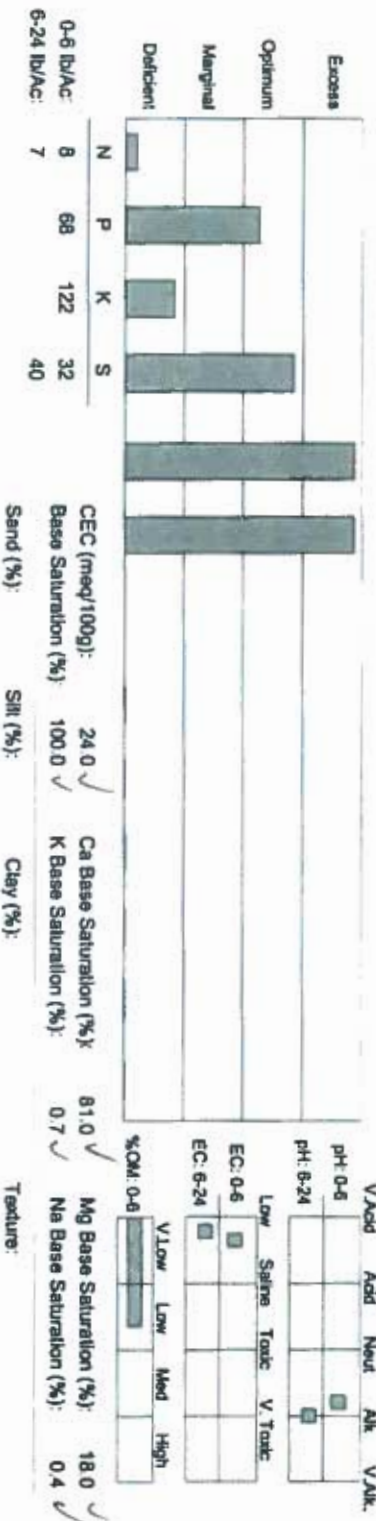 Excess
Optimum
Marginal
Deficient
N P K S
0-6 lb/Ac: 8 68 122 32
6-24 lb/Ac: 7 40
CEC (meq/100g): 24.0 Ca Base Saturation (%): 81.0 Mg Base Saturation (%): 18.0
Base Saturation (%): 100.0 K Base Saturation (%): 0.7 Na Base Saturation (%): 0.4
Sand (%): Silt (%): Clay (%): Texture:
V.Acid Acid Neut Alk V.Alk.
pH: 0-6
pH: 6-24
Low Saline Toxic V. Toxic
EC: 0-6
EC: 6-24
V.Low Low Med High
%OM: 0-6